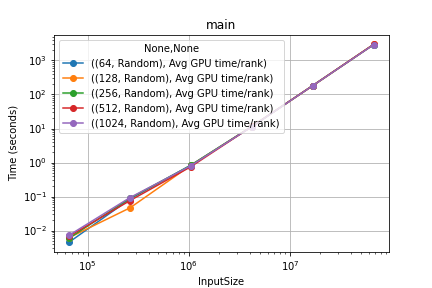 main
None,None
((64, Random), Avg GPU time/rank)
((128, Random), Avg GPU time/rank)
((256, Random), Avg GPU time/rank)
((512, Random), Avg GPU time/rank)
((1024, Random), Avg GPU time/rank)
Time (seconds)
10³
10²
10¹
10⁰
10⁻¹
10⁻²
10⁵
10⁶
10⁷
InputSize